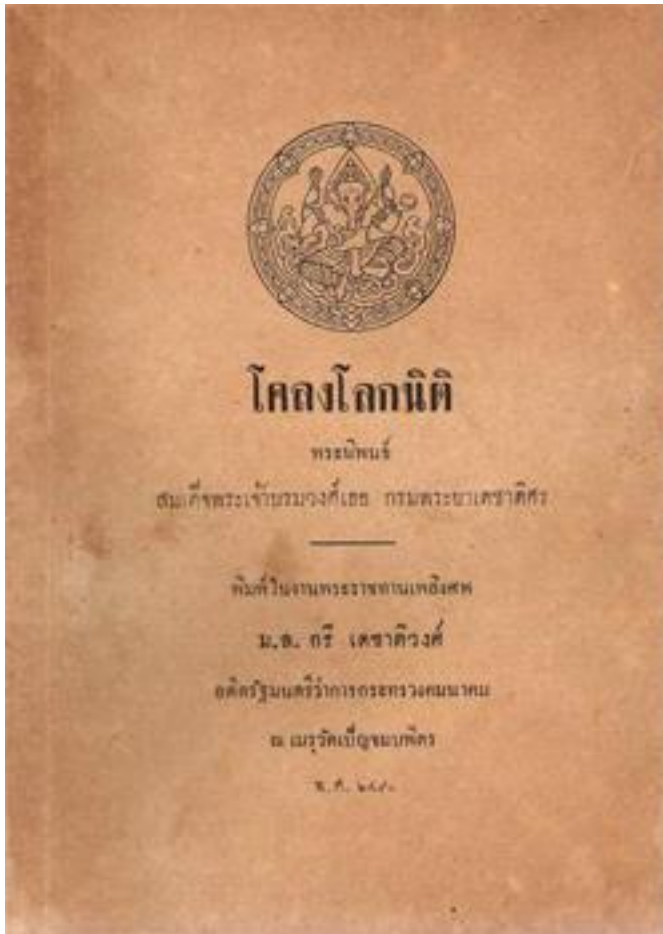 โคลงโลกนิติ
พระนิพนธ์
สมเด็จพระเจ้าบรมวงศ์เธอ กรมพระยาเดชาดิศร
พิมพ์ในงานพระราชทานเพลิงศพ
ม.ล. กรี เดชาติวงศ์
อดีตรัฐมนตรีว่าการกระทรวงคมนาคม
ณ เมรุวัดเบ็ญจมบพิตร
พ.ศ.